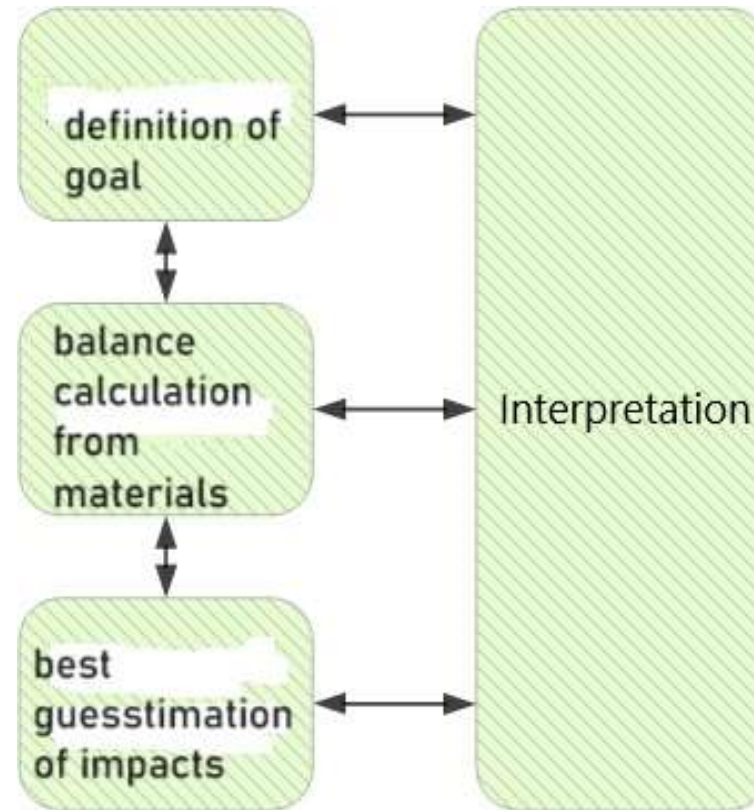 definition of
goal
balance
calculation
from
materials
best
guesstimation
of impacts
Interpretation